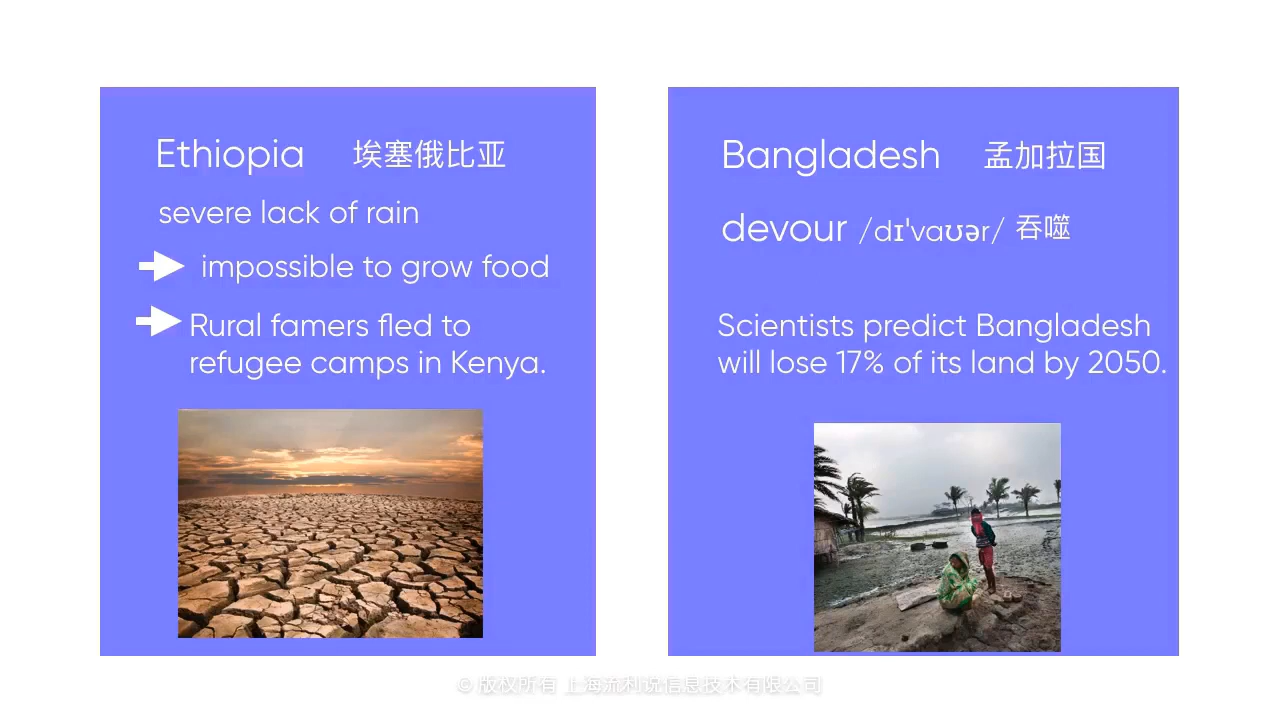 Ethiopia 埃塞俄比亚
severe lack of rain
impossible to grow food
Rural famers fled to
refugee camps in Kenya.
Bangladesh 孟加拉国
devour /dɪˈvaʊər/ 吞噬
Scientists predict Bangladesh
will lose 17% of its land by 2050.
© 版权所有 上海流利说信息技术有限公司